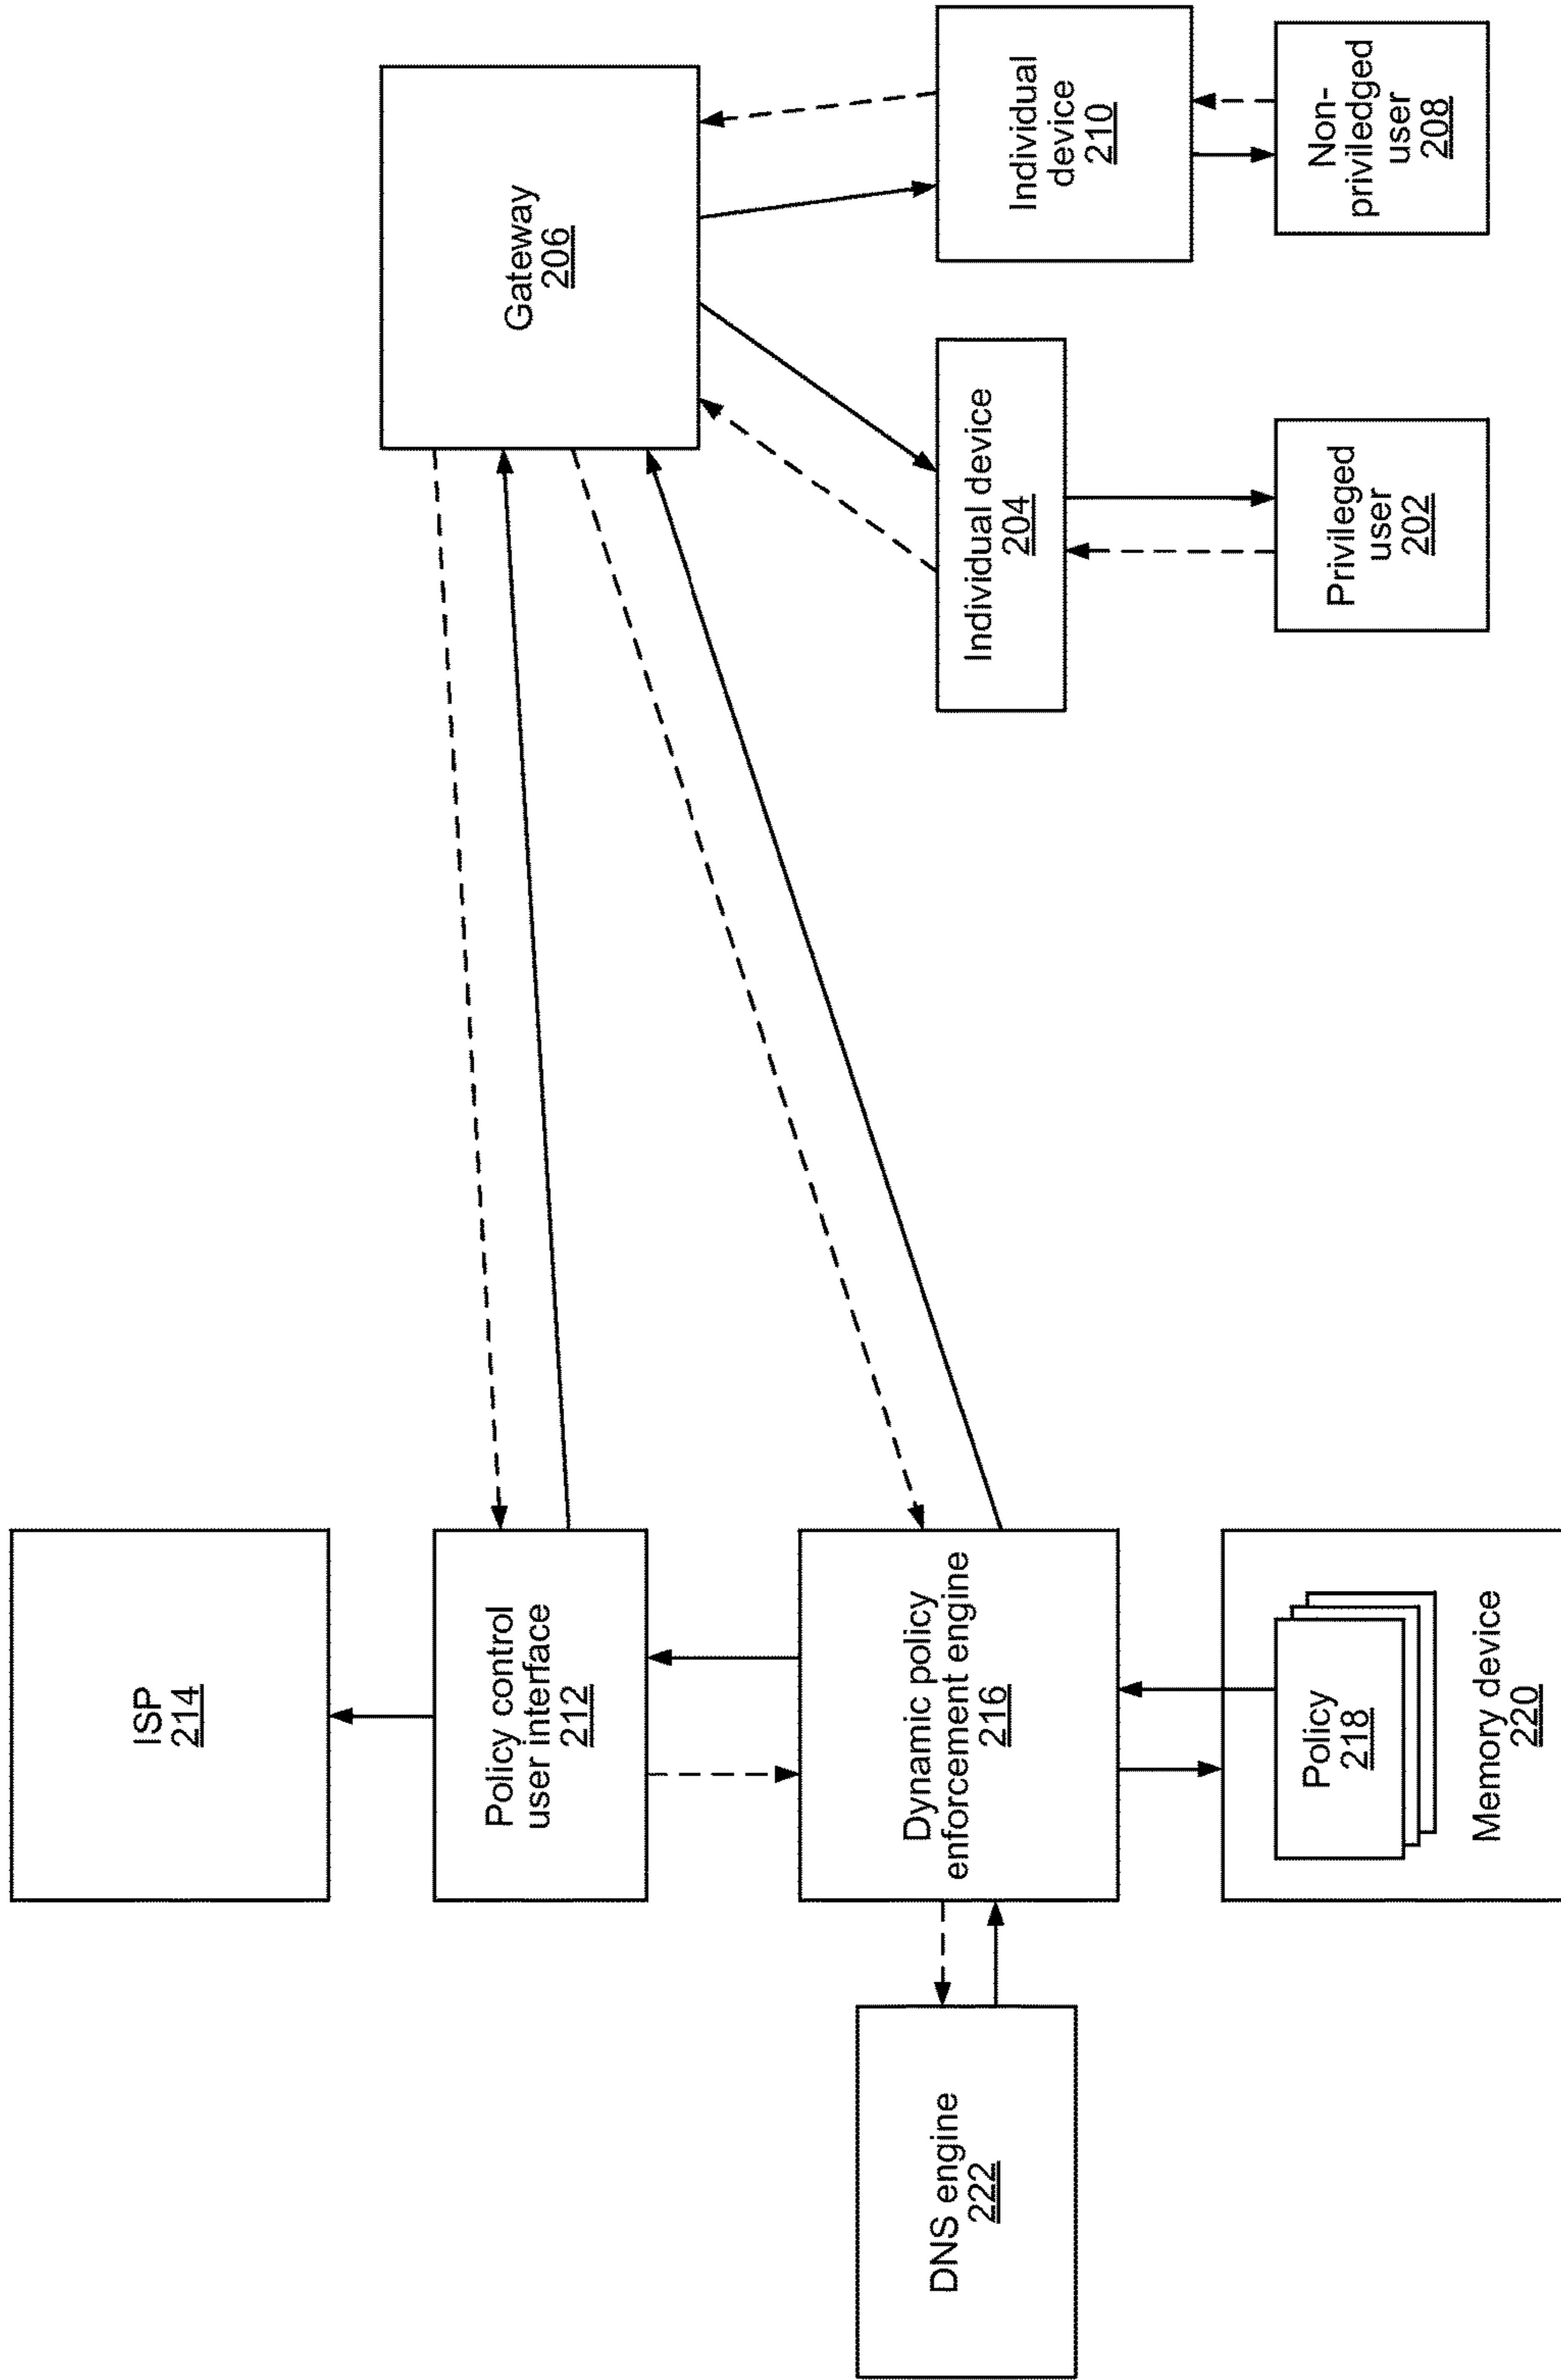 ISP
214
Policy control
user interface
212
Gateway
206
Dynamic policy
enforcement engine
216
DNS engine
222
Policy
218
Memory device
220
Individual device
204
Privileged
user
202
Individual
device
210
Non-
priviledged
user
208